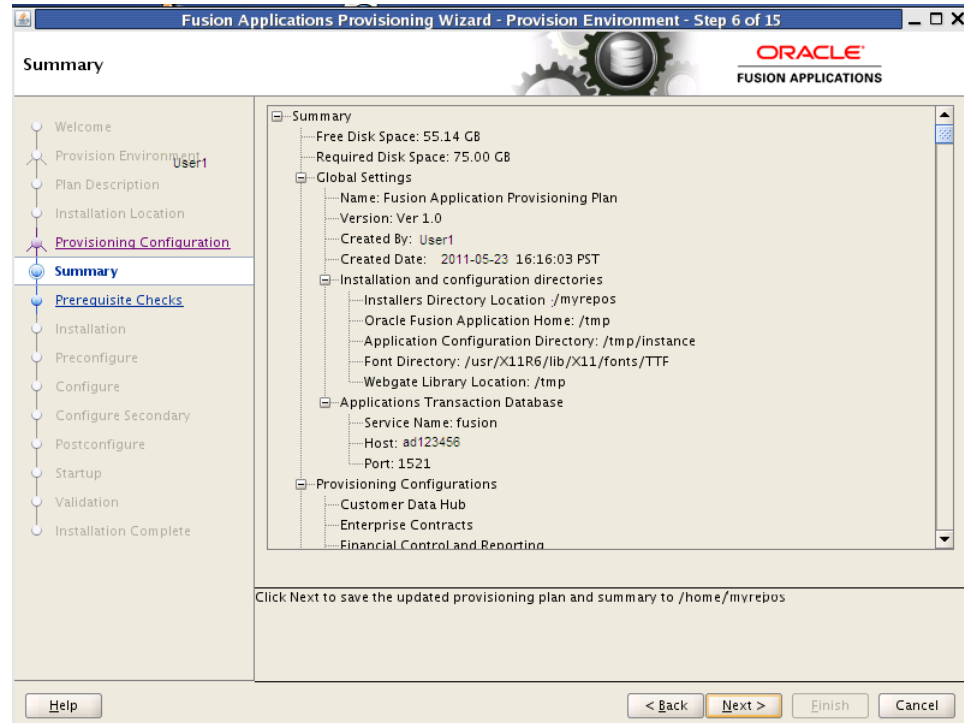 Fusion Applications Provisioning Wizard - Provision Environment - Step 6 of 15
Summary
ORACLE
FUSION APPLICATIONS
Welcome
Provision Environment
User1
Plan Description
Installation Location
Provisioning Configuration
Summary
Prerequisite Checks
Installation
Preconfigure
Configure
Configure Secondary
Postconfigure
Startup
Validation
Installation Complete
Summary
Free Disk Space: 55.14 GB
Required Disk Space: 75.00 GB
Global Settings
Name: Fusion Application Provisioning Plan
Version: Ver 1.0
Created By: User1
Created Date: 2011-05-23 16:16:03 PST
Installation and configuration directories
Installers Directory Location :/myrepos
Oracle Fusion Application Home: /tmp
Application Configuration Directory: /tmp/instance
Font Directory: /usr/X11R6/lib/X11/fonts/TTF
Webgate Library Location: /tmp
Applications Transaction Database
Service Name: fusion
Host: ad123456
Port: 1521
Provisioning Configurations
Customer Data Hub
Enterprise Contracts
Financial Control and Reporting
Click Next to save the updated provisioning plan and summary to /home/myrepos
Help
< Back
Next >
Finish
Cancel